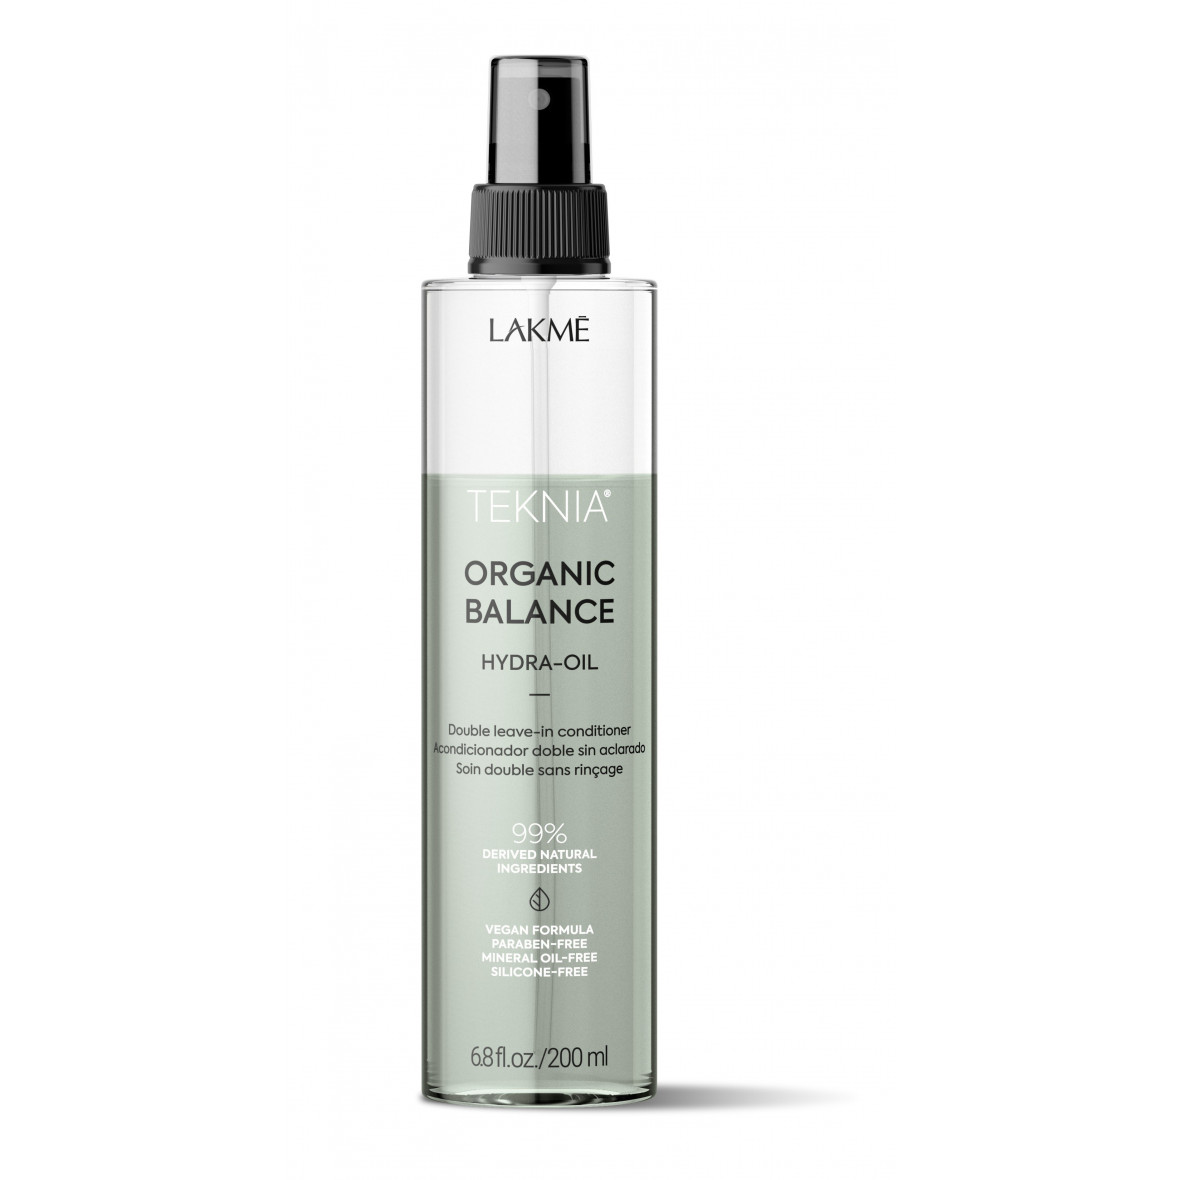 LAKMĒ
TEKNIA®
ORGANIC
BALANCE
HYDRA-OIL
Double leave-in conditioner
Acondicionador doble sin aclarado
Soin double sans rinçage
99%
DERIVED NATURAL
INGREDIENTS
VEGAN FORMULA
PARABEN-FREE
MINERAL OIL-FREE
SILICONE-FREE
6.8 fl.oz./200 ml